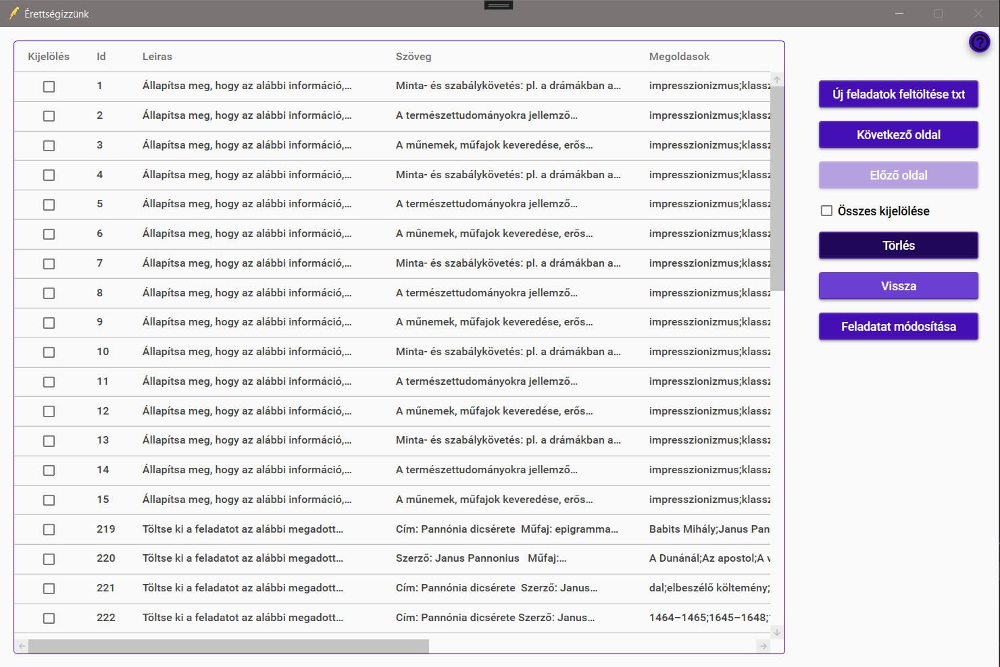 Érettségizzünk
Kijelölés Id Leiras Szöveg Megoldasok
1 Állapítsa meg, hogy az alábbi információ,... Minta- és szabálykövetés: pl. a drámákban a... impresszionizmus;klassz
2 Állapítsa meg, hogy az alábbi információ,... A természettudományokra jellemző... impresszionizmus;klassz
3 Állapítsa meg, hogy az alábbi információ,... A műnemek, műfajok keveredése, erős... impresszionizmus;klassz
4 Állapítsa meg, hogy az alábbi információ,... Minta- és szabálykövetés: pl. a drámákban a... impresszionizmus;klassz
5 Állapítsa meg, hogy az alábbi információ,... A természettudományokra jellemző... impresszionizmus;klassz
6 Állapítsa meg, hogy az alábbi információ,... A műnemek, műfajok keveredése, erős... impresszionizmus;klassz
7 Állapítsa meg, hogy az alábbi információ,... Minta- és szabálykövetés: pl. a drámákban a... impresszionizmus;klassz
8 Állapítsa meg, hogy az alábbi információ,... A természettudományokra jellemző... impresszionizmus;klassz
9 Állapítsa meg, hogy az alábbi információ,... A műnemek, műfajok keveredése, erős... impresszionizmus;klassz
10 Állapítsa meg, hogy az alábbi információ,... Minta- és szabálykövetés: pl. a drámákban a... impresszionizmus;klassz
11 Állapítsa meg, hogy az alábbi információ,... A természettudományokra jellemző... impresszionizmus;klassz
12 Állapítsa meg, hogy az alábbi információ,... A műnemek, műfajok keveredése, erős... impresszionizmus;klassz
13 Állapítsa meg, hogy az alábbi információ,... Minta- és szabálykövetés: pl. a drámákban a... impresszionizmus;klassz
14 Állapítsa meg, hogy az alábbi információ,... A természettudományokra jellemző... impresszionizmus;klassz
15 Állapítsa meg, hogy az alábbi információ,... A műnemek, műfajok keveredése, erős... impresszionizmus;klassz
219 Töltse ki a feladatot az alábbi megadott... Cím: Pannónia dicsérete Műfaj: epigramma... Babits Mihály;Janus Pan
220 Töltse ki a feladatot az alábbi megadott... Szerző: Janus Pannonius Műfaj:... A Dunánál;Az apostol;A v
221 Töltse ki a feladatot az alábbi megadott... Cím: Pannónia dicsérete Szerző: Janus... dal;elbeszélő költemény;
222 Töltse ki a feladatot az alábbi megadott... Cím: Pannónia dicsérete Szerző: Janus... 1464–1465;1645–1648;
?
Új feladatok feltöltése txt
Következő oldal
Előző oldal
Összes kijelölése
Törlés
Vissza
Feladatat módosítása